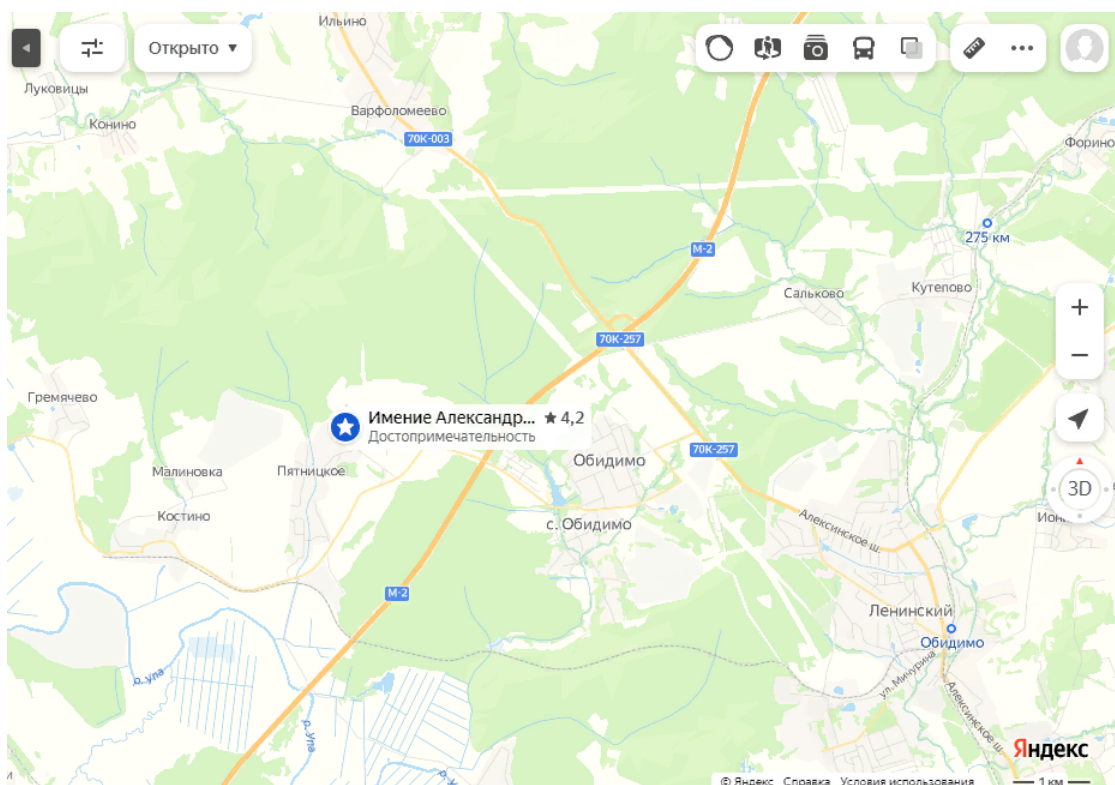 Ильино
Открыто
Луковицы
Конино
Варфоломеево
70К-003
Форино
275 км
М-2
Сальково
Кутепово
70К-257
Гремячево
Имение Александр... 4,2
Достопримечательность
Малиновка
Пятницкое
Обидимо
70К-257
3D
Костино
с. Обидимо
Алексинское ш.
М-2
Ленинский
Обидимо
р. Упа
ул. Мичурина
Алексинское ш.
р. Упа
Яндекс
© Яндекс Справка Условия использования 1 км